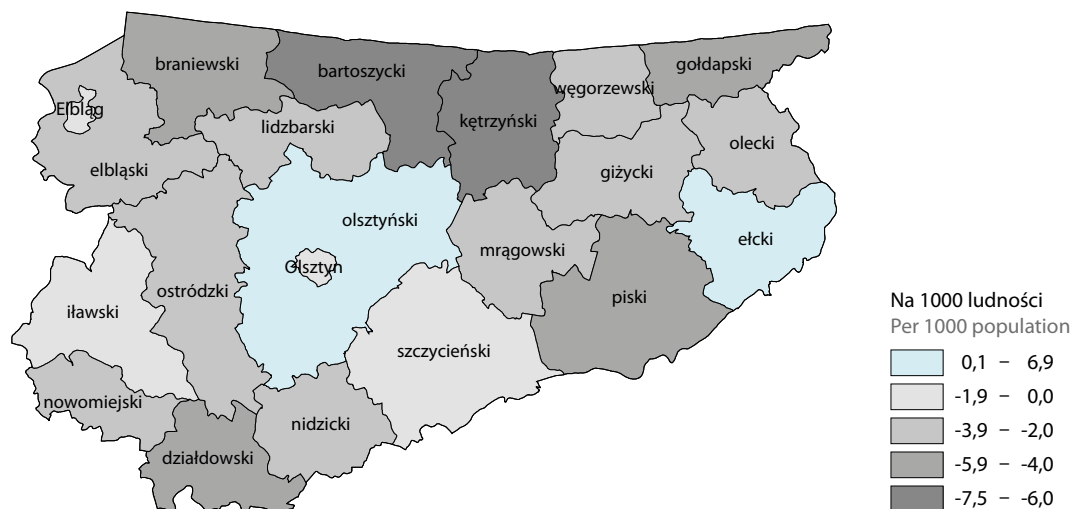 braniewski
bartoszycki
gołdapski
węgorzewski
Elbląg
lidzbarski
kętrzyński
olecki
elbląski
giżycki
olsztyński
ełcki
mrągowski
Olsztyn
ostródzki
piski
iławski
szczycieński
nowomiejski
nidzicki
działdowski
Na 1000 ludności
Per 1000 population
0,1 – 6,9
-1,9 – 0,0
-3,9 – -2,0
-5,9 – -4,0
-7,5 – -6,0